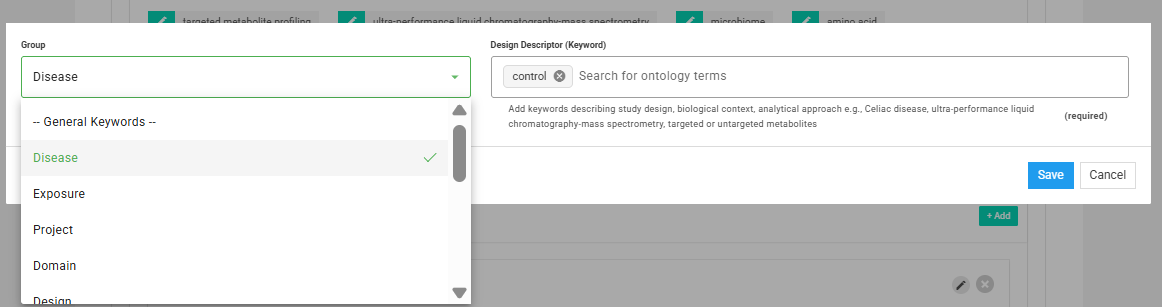 targeted metabolite profiling ultra-performance liquid chromatography-mass spectrometry microbiome amino acid
Group
Disease
Design Descriptor (Keyword)
control Search for ontology terms
Add keywords describing study design, biological context, analytical approach e.g., Celiac disease, ultra-performance liquid
chromatography-mass spectrometry, targeted or untargeted metabolites
(required)
-- General Keywords --
Disease
Exposure
Project
Domain
Design
Save Cancel
+ Add